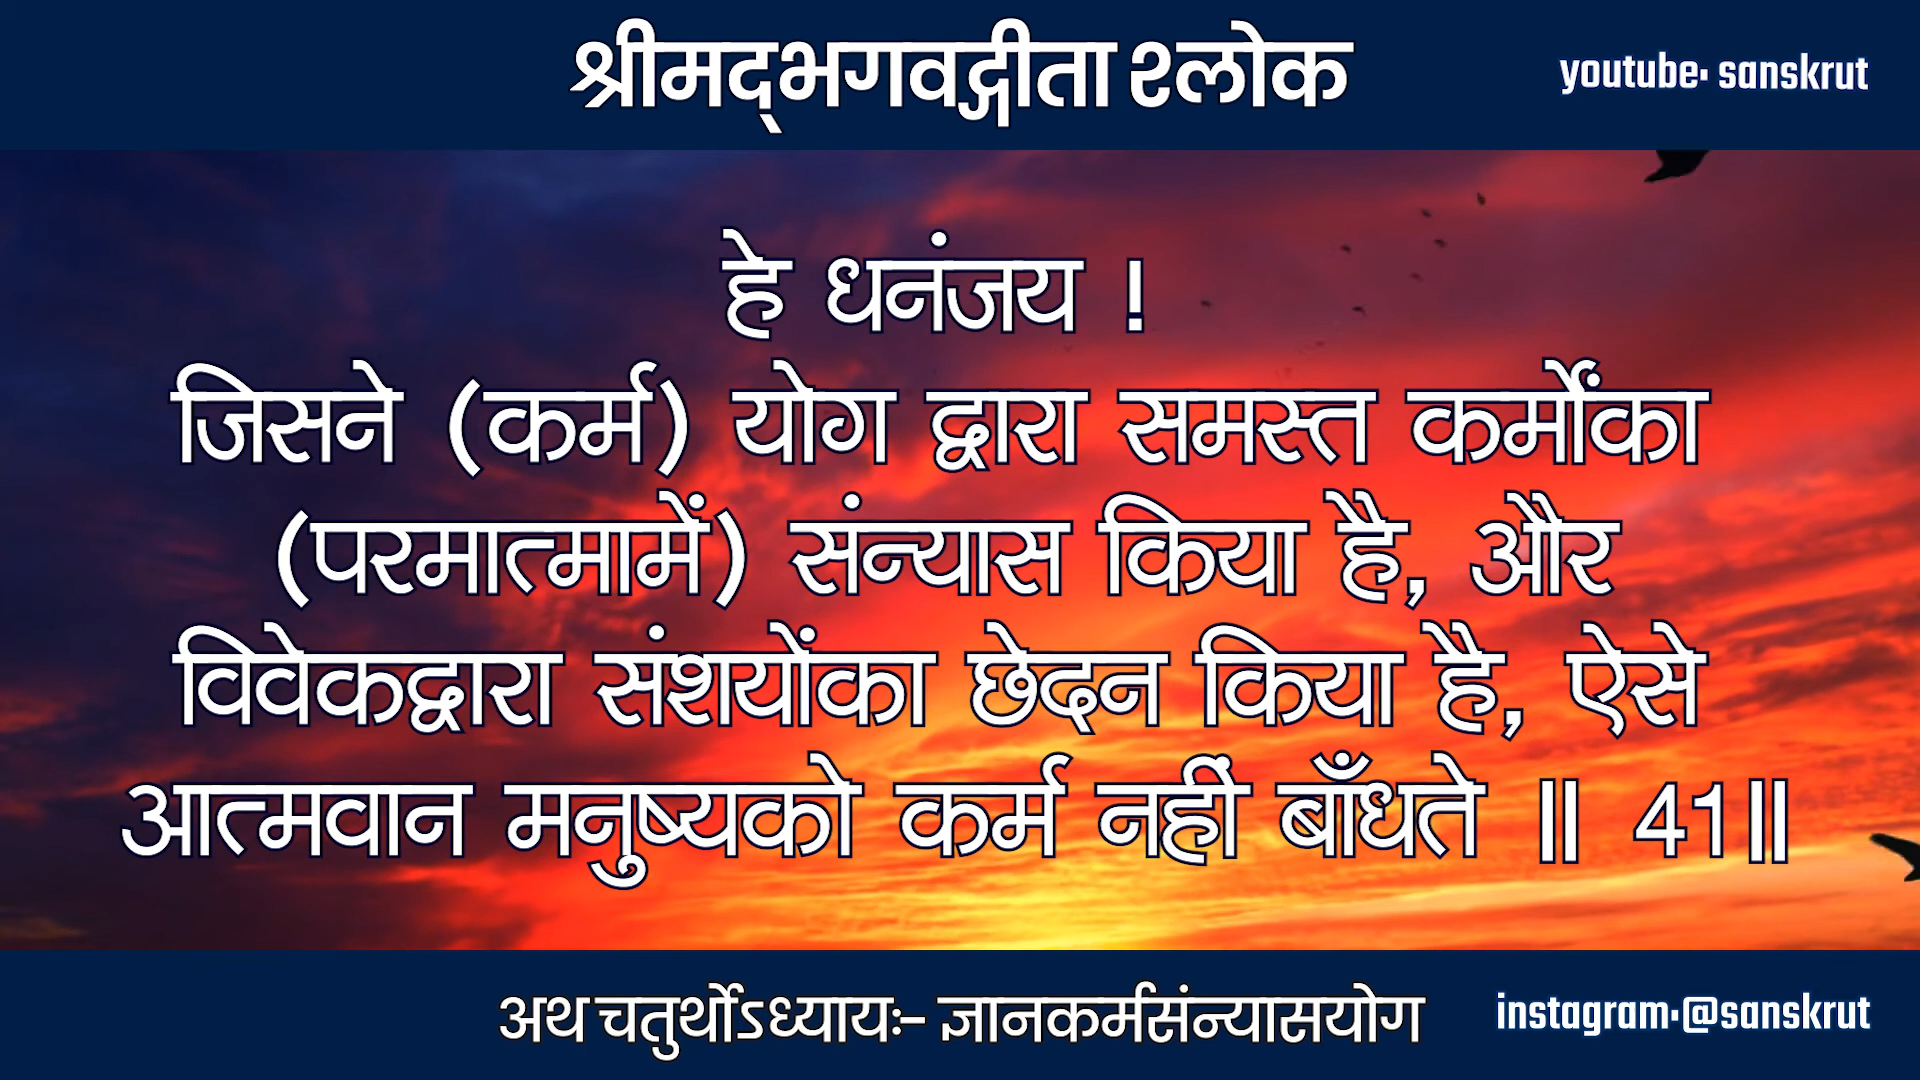 श्रीमद्‌भगवद्गीता श्लोक
youtube: sanskrut
हे धनंजय !
जिसने (कर्म) योग द्वारा समस्त कर्मोंका
(परमात्मामें) संन्यास किया है, और
विवेकद्वारा संशयोंका छेदन किया है, ऐसे
आत्मवान मनुष्यको कर्म नहीं बाँधते ॥ 41॥
अथ चतुर्थोऽध्यायः- ज्ञानकर्मसंन्यासयोग
instagram:@sanskrut